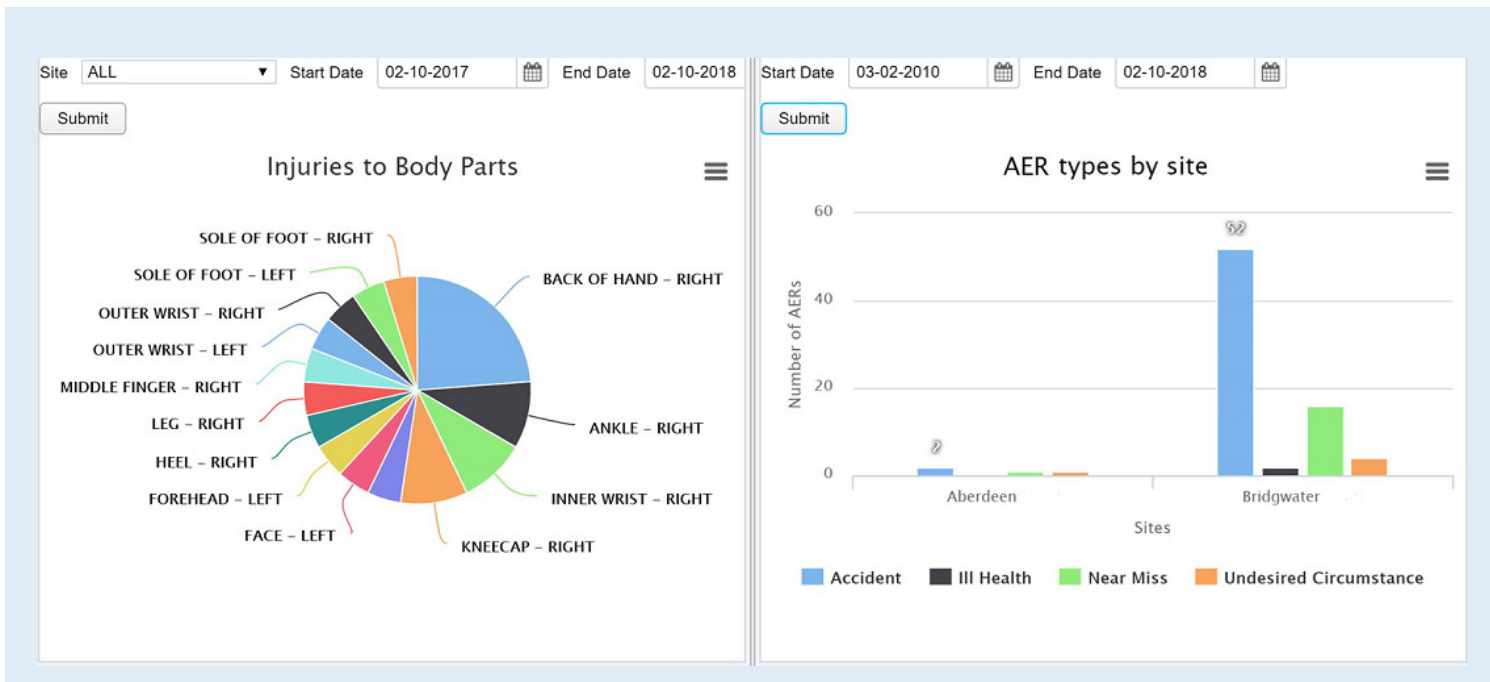 Site ALL Start Date 02-10-2017 End Date 02-10-2018
Submit
Injuries to Body Parts
SOLE OF FOOT – RIGHT
SOLE OF FOOT – LEFT
BACK OF HAND – RIGHT
OUTER WRIST – RIGHT
OUTER WRIST – LEFT
MIDDLE FINGER – RIGHT
LEG – RIGHT
ANKLE – RIGHT
HEEL – RIGHT
FOREHEAD – LEFT
INNER WRIST – RIGHT
FACE – LEFT
KNEECAP – RIGHT
Start Date 03-02-2010 End Date 02-10-2018
Submit
AER types by site
Number of AERs
60
40
20
0
52
2
Aberdeen
Bridgwater
Sites
Accident Ill Health Near Miss Undesired Circumstance